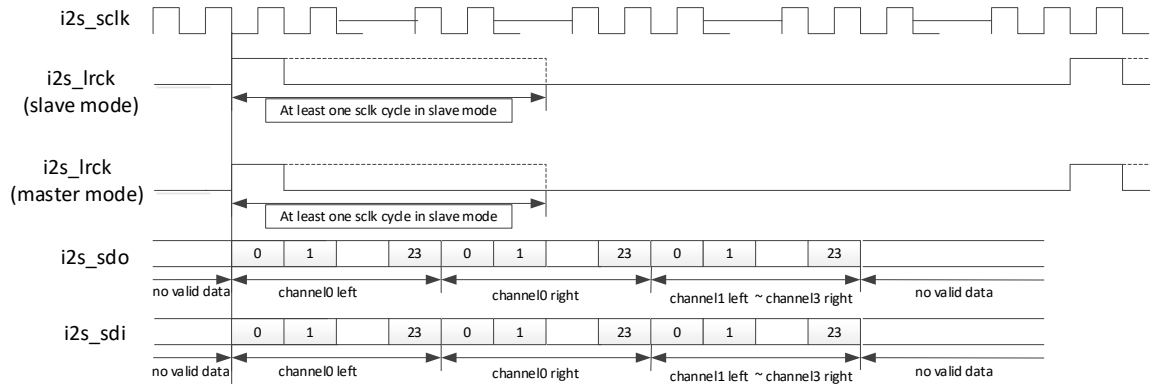 i2s_sclk
i2s_lrck
(slave mode)
At least one sclk cycle in slave mode
i2s_lrck
(master mode)
At least one sclk cycle in slave mode
i2s_sdo
0 1 23 0 1 23 0 1 23
no valid data channel0 left channel0 right channel1 left ~ channel3 right no valid data
i2s_sdi
0 1 23 0 1 23 0 1 23
no valid data channel0 left channel0 right channel1 left ~ channel3 right no valid data